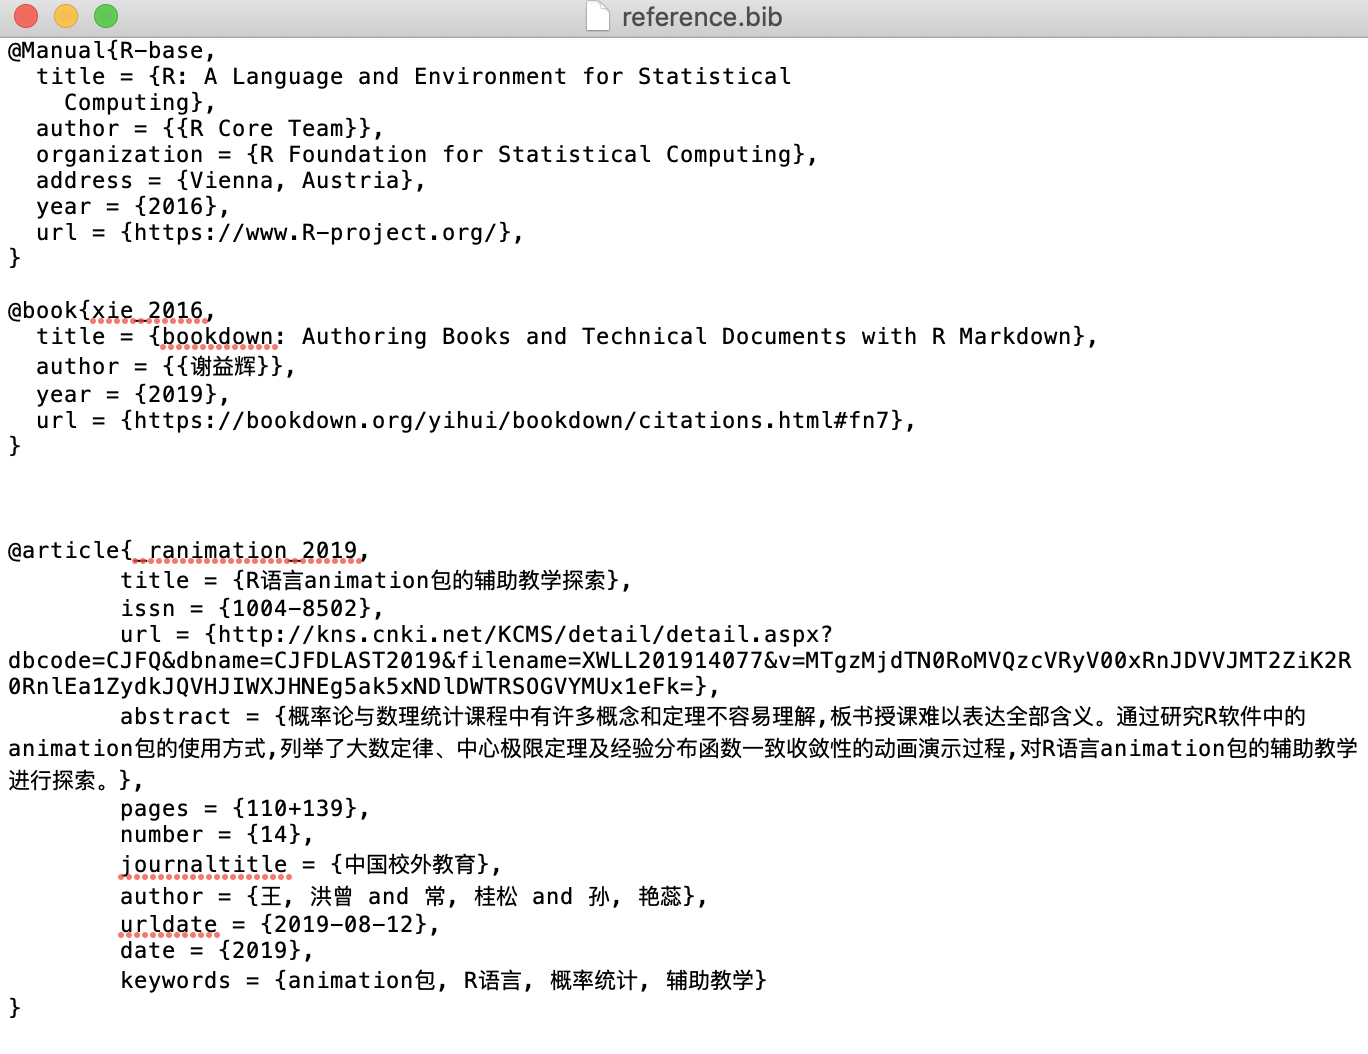 reference.bib
@Manual{R-base,
  title = {R: A Language and Environment for Statistical
    Computing},
  author = {{R Core Team}},
  organization = {R Foundation for Statistical Computing},
  address = {Vienna, Austria},
  year = {2016},
  url = {https://www.R-project.org/},
}
@book{xie_2016,
  title = {bookdown: Authoring Books and Technical Documents with R Markdown},
  author = {{谢益辉}},
  year = {2019},
  url = {https://bookdown.org/yihui/bookdown/citations.html#fn7},
}
@article{_ranimation_2019,
        title = {R语言animation包的辅助教学探索},
        issn = {1004-8502},
        url = {http://kns.cnki.net/KCMS/detail/detail.aspx?
dbcode=CJFQ&dbname=CJFDLAST2019&filename=XWLL201914077&v=MTgzMjdTN0RoMVQzcVRyV00xRnJDVVJMT2ZiK2R
0RnlEa1ZydkJQVHJIWXJHNEg5ak5xNDlDWTRSOGVYMUx1eFk=},
        abstract = {概率论与数理统计课程中有许多概念和定理不容易理解,板书授课难以表达全部含义。通过研究R软件中的
animation包的使用方式,列举了大数定律、中心极限定理及经验分布函数一致收敛性的动画演示过程,对R语言animation包的辅助教学
进行探索。},
        pages = {110+139},
        number = {14},
        journaltitle = {中国校外教育},
        author = {王, 洪曾 and 常, 桂松 and 孙, 艳蕊},
        urldate = {2019-08-12},
        date = {2019},
        keywords = {animation包, R语言, 概率统计, 辅助教学}
}